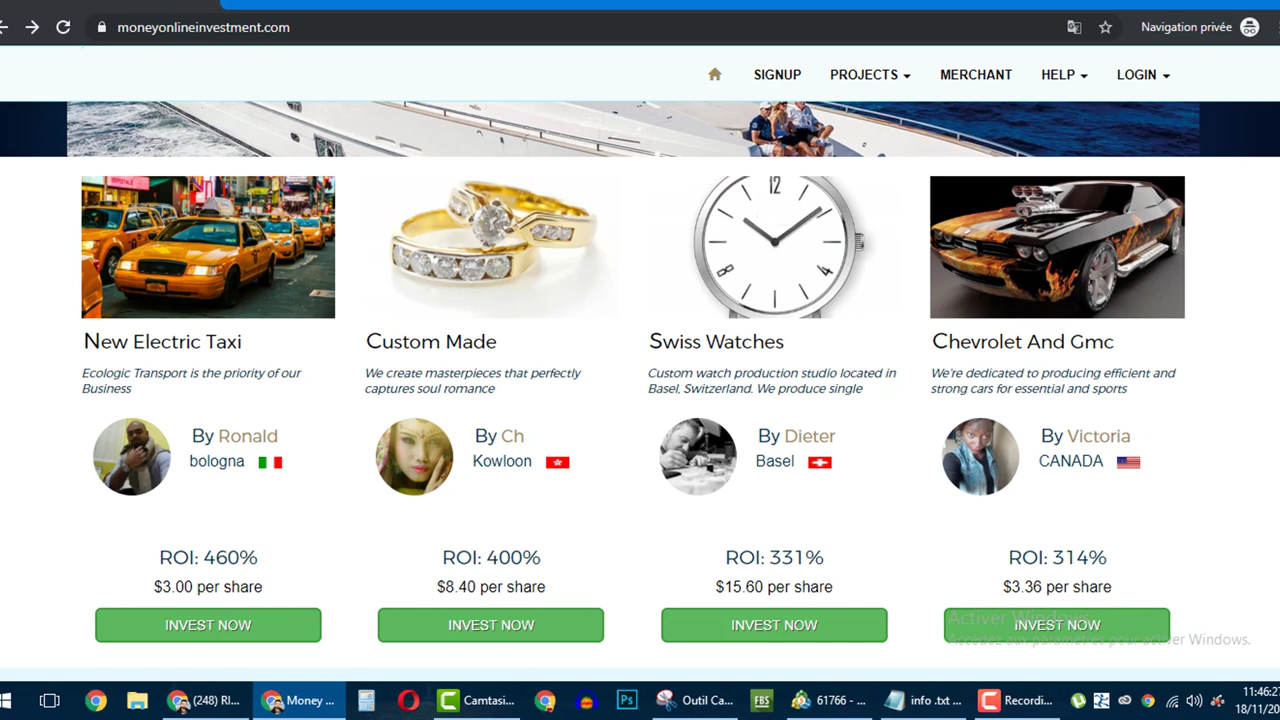 moneyonlineinvestment.com
Navigation privée
SIGNUP
PROJECTS
MERCHANT
HELP
LOGIN
12
8
4
New Electric Taxi
Custom Made
Swiss Watches
Chevrolet And Gmc
Ecologic Transport is the priority of our
Business
We create masterpieces that perfectly
captures soul romance
Custom watch production studio located in
Basel, Switzerland. We produce single
We're dedicated to producing efficient and
strong cars for essential and sports
By Ronald
bologna
By Ch
Kowloon
By Dieter
Basel
By Victoria
CANADA
ROI: 460%
$3.00 per share
INVEST NOW
ROI: 400%
$8.40 per share
INVEST NOW
ROI: 331%
$15.60 per share
INVEST NOW
ROI: 314%
$3.36 per share
INVEST NOW
Activer Windows
Accédez aux paramètres pour activer Windows.
(248) RI...
Money ...
Camtasi...
Ps
Outil Ca...
FBS
61766 - ...
info .txt ...
Recordi...
11:46:27
18/11/20